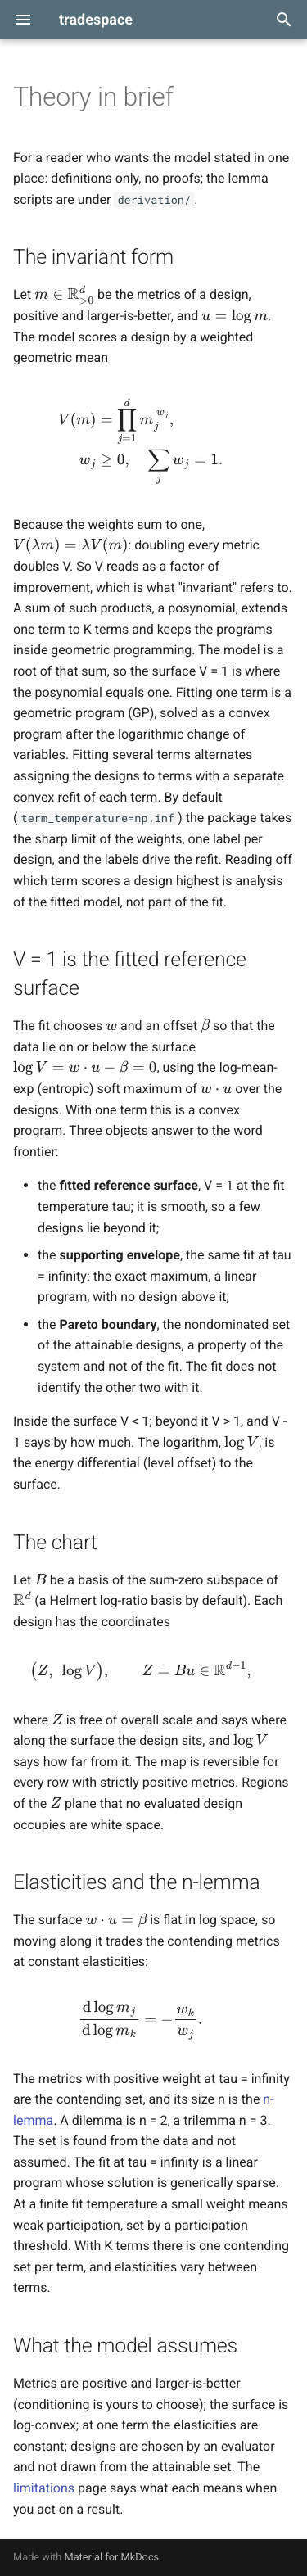 tradespace
Theory in brief
For a reader who wants the model stated in one
place: definitions only, no proofs; the lemma
scripts are under derivation/ .
The invariant form
Let m ∈ ℝ^d_{>0} be the metrics of a design,
positive and larger-is-better, and u = log m.
The model scores a design by a weighted
geometric mean
V(m) = ∏_{j=1}^{d} m_j^{w_j},
w_j ≥ 0, ∑_j w_j = 1.
Because the weights sum to one,
V(λm) = λV(m): doubling every metric
doubles V. So V reads as a factor of
improvement, which is what "invariant" refers to.
A sum of such products, a posynomial, extends
one term to K terms and keeps the programs
inside geometric programming. The model is a
root of that sum, so the surface V = 1 is where
the posynomial equals one. Fitting one term is a
geometric program (GP), solved as a convex
program after the logarithmic change of
variables. Fitting several terms alternates
assigning the designs to terms with a separate
convex refit of each term. By default
( term_temperature=np.inf ) the package takes
the sharp limit of the weights, one label per
design, and the labels drive the refit. Reading off
which term scores a design highest is analysis
of the fitted model, not part of the fit.
V = 1 is the fitted reference
surface
The fit chooses w and an offset β so that the
data lie on or below the surface
log V = w · u − β = 0, using the log-mean-
exp (entropic) soft maximum of w · u over the
designs. With one term this is a convex
program. Three objects answer to the word
frontier:
• the fitted reference surface, V = 1 at the fit
temperature tau; it is smooth, so a few
designs lie beyond it;
• the supporting envelope, the same fit at tau
= infinity: the exact maximum, a linear
program, with no design above it;
• the Pareto boundary, the nondominated set
of the attainable designs, a property of the
system and not of the fit. The fit does not
identify the other two with it.
Inside the surface V < 1; beyond it V > 1, and V -
1 says by how much. The logarithm, log V, is
the energy differential (level offset) to the
surface.
The chart
Let B be a basis of the sum-zero subspace of
ℝ^d (a Helmert log-ratio basis by default). Each
design has the coordinates
(Z, log V), Z = Bu ∈ ℝ^{d−1},
where Z is free of overall scale and says where
along the surface the design sits, and log V
says how far from it. The map is reversible for
every row with strictly positive metrics. Regions
of the Z plane that no evaluated design
occupies are white space.
Elasticities and the n-lemma
The surface w · u = β is flat in log space, so
moving along it trades the contending metrics
at constant elasticities:
d log m_j / d log m_k = − w_k / w_j.
The metrics with positive weight at tau = infinity
are the contending set, and its size n is the n-
lemma. A dilemma is n = 2, a trilemma n = 3.
The set is found from the data and not
assumed. The fit at tau = infinity is a linear
program whose solution is generically sparse.
At a finite fit temperature a small weight means
weak participation, set by a participation
threshold. With K terms there is one contending
set per term, and elasticities vary between
terms.
What the model assumes
Metrics are positive and larger-is-better
(conditioning is yours to choose); the surface is
log-convex; at one term the elasticities are
constant; designs are chosen by an evaluator
and not drawn from the attainable set. The
limitations page says what each means when
you act on a result.
Made with Material for MkDocs